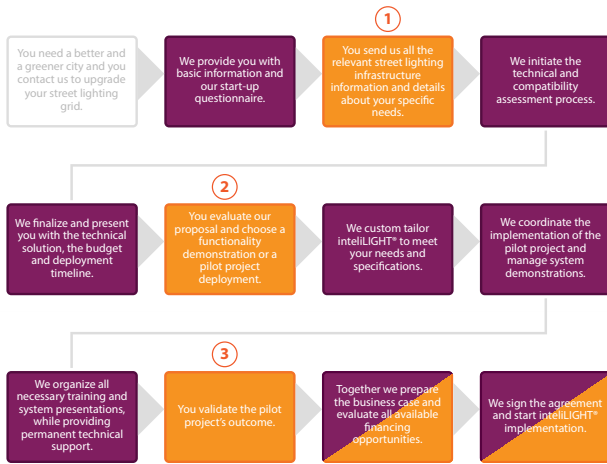 1
You need a better and
a greener city and you
contact us to upgrade
your street lighting
grid.
We provide you with
basic information and
our start-up
questionnaire.
You send us all the
relevant street lighting
infrastructure
information and details
about your specific
needs.
We initiate the
technical and
compatibility
assessment process.
2
We finalize and present
you with the technical
solution, the budget
and deployment
timeline.
You evaluate our
proposal and choose a
functionality
demonstration or a
pilot project
deployment.
We custom tailor
inteliLIGHT® to meet
your needs and
specifications.
We coordinate the
implementation of the
pilot project and
manage system
demonstrations.
3
We organize all
necessary training and
system presentations,
while providing
permanent technical
support.
You validate the pilot
project's outcome.
Together we prepare
the business case and
evaluate all available
financing
opportunities.
We sign the agreement
and start inteliLIGHT®
implementation.